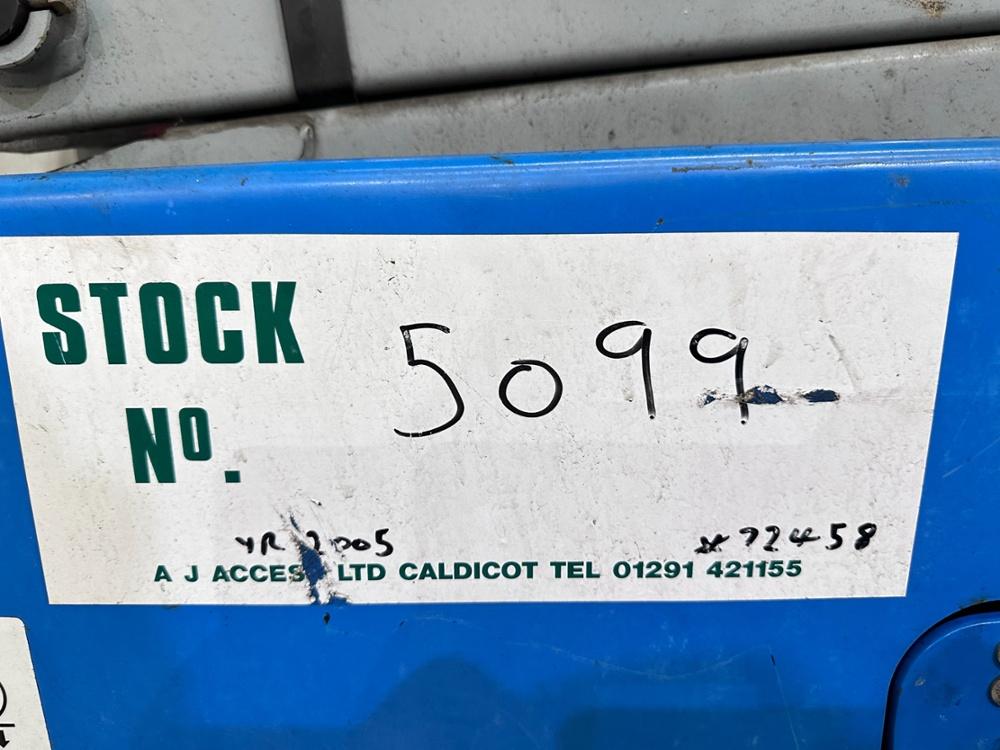 STOCK 5099
No.
YR 2005 *72458
A J ACCESS LTD CALDICOT TEL 01291 421155